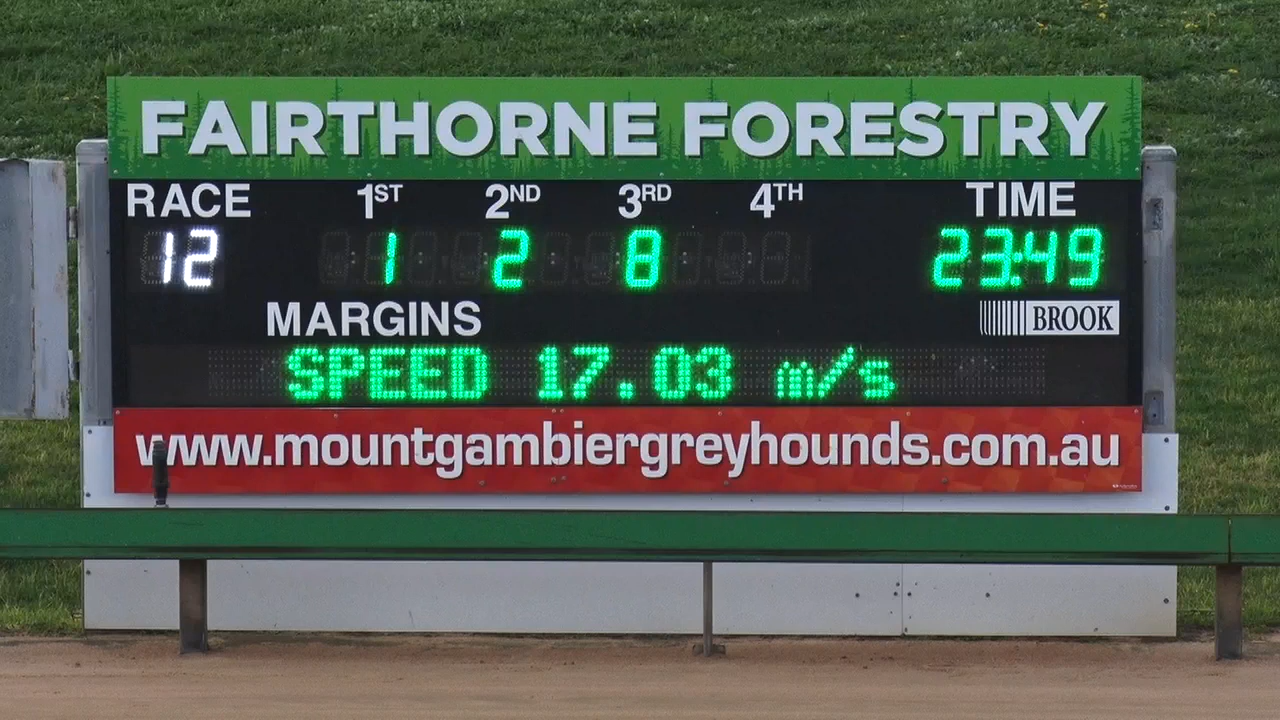 FAIRTHORNE FORESTRY
RACE 1ST 2ND 3RD 4TH TIME
12 1 2 8 23:49
MARGINS BROOK
SPEED 17.03 m/s
www.mountgambiergreyhounds.com.au